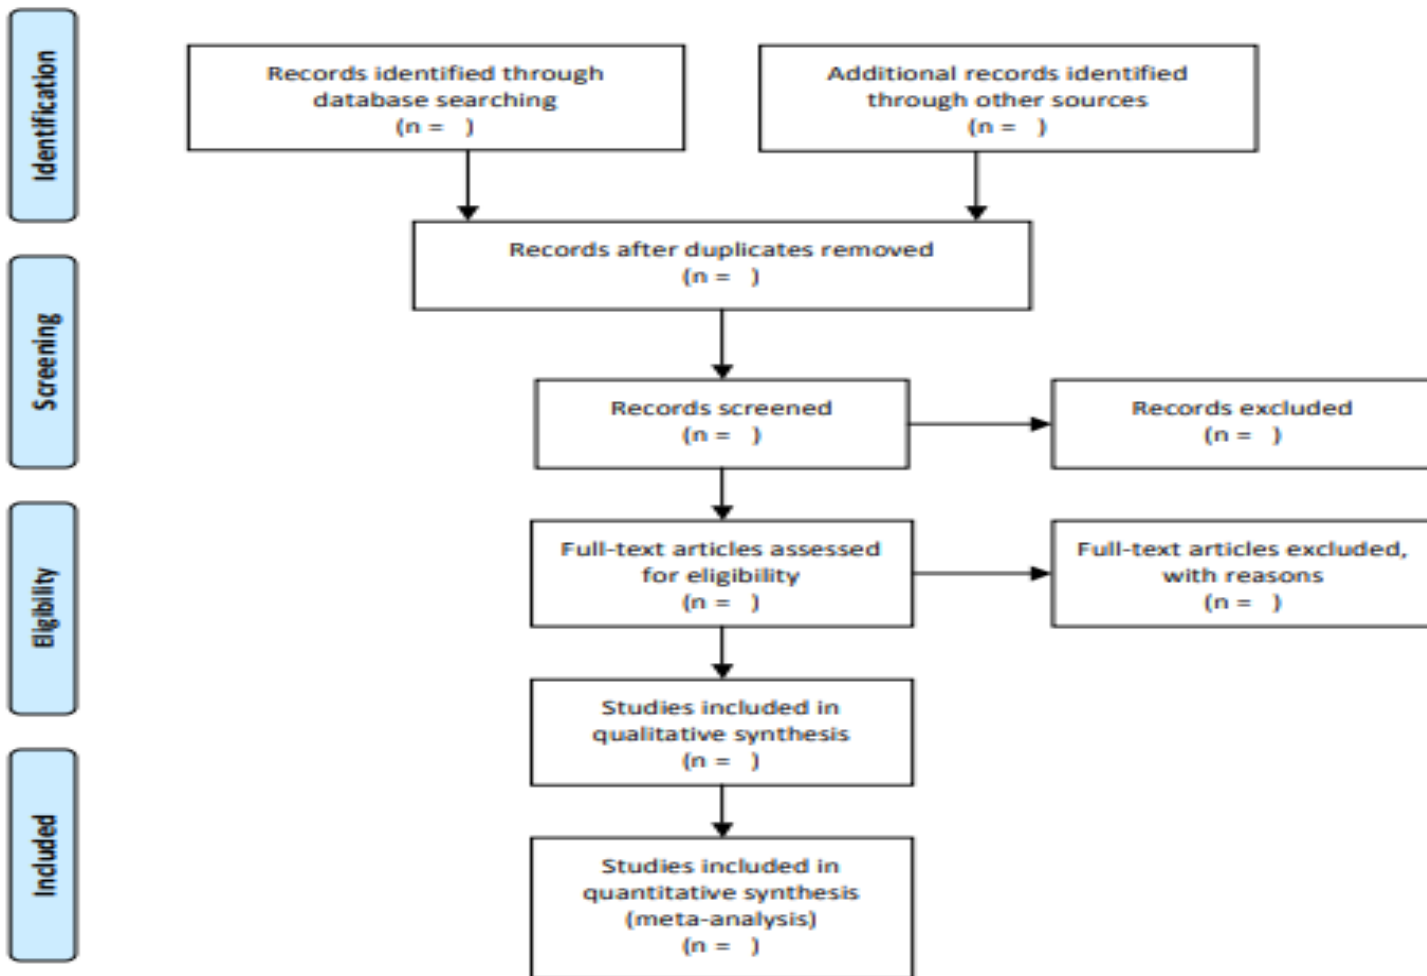 Identification
Records identified through
database searching
(n =   )
Additional records identified
through other sources
(n =   )
Records after duplicates removed
(n =   )
Screening
Records screened
(n =   )
Records excluded
(n =   )
Eligibility
Full-text articles assessed
for eligibility
(n =   )
Full-text articles excluded,
with reasons
(n =   )
Studies included in
qualitative synthesis
(n =   )
Included
Studies included in
quantitative synthesis
(meta-analysis)
(n =   )